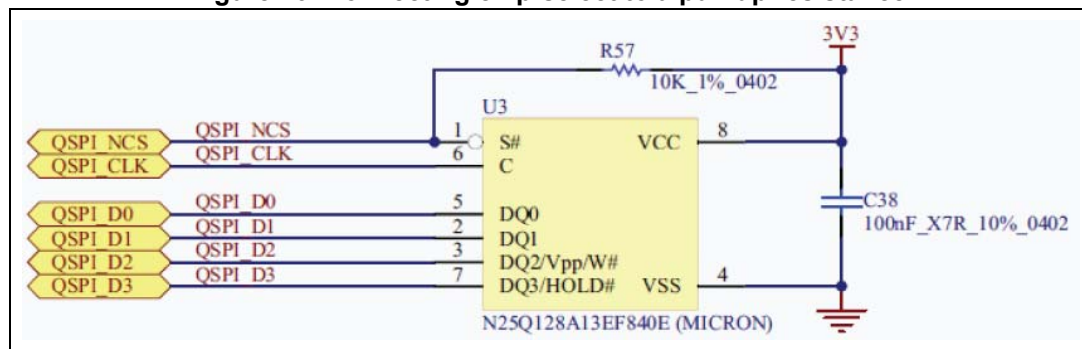 3V3
R57
10K_1%_0402
U3
QSPI_NCS QSPI_NCS 1 S# VCC 8
QSPI_CLK QSPI_CLK 6 C
C38
100nF_X7R_10%_0402
QSPI_D0 QSPI_D0 5 DQ0
QSPI_D1 QSPI_D1 2 DQ1
QSPI_D2 QSPI_D2 3 DQ2/Vpp/W#
QSPI_D3 QSPI_D3 7 DQ3/HOLD# VSS 4
N25Q128A13EF840E (MICRON)